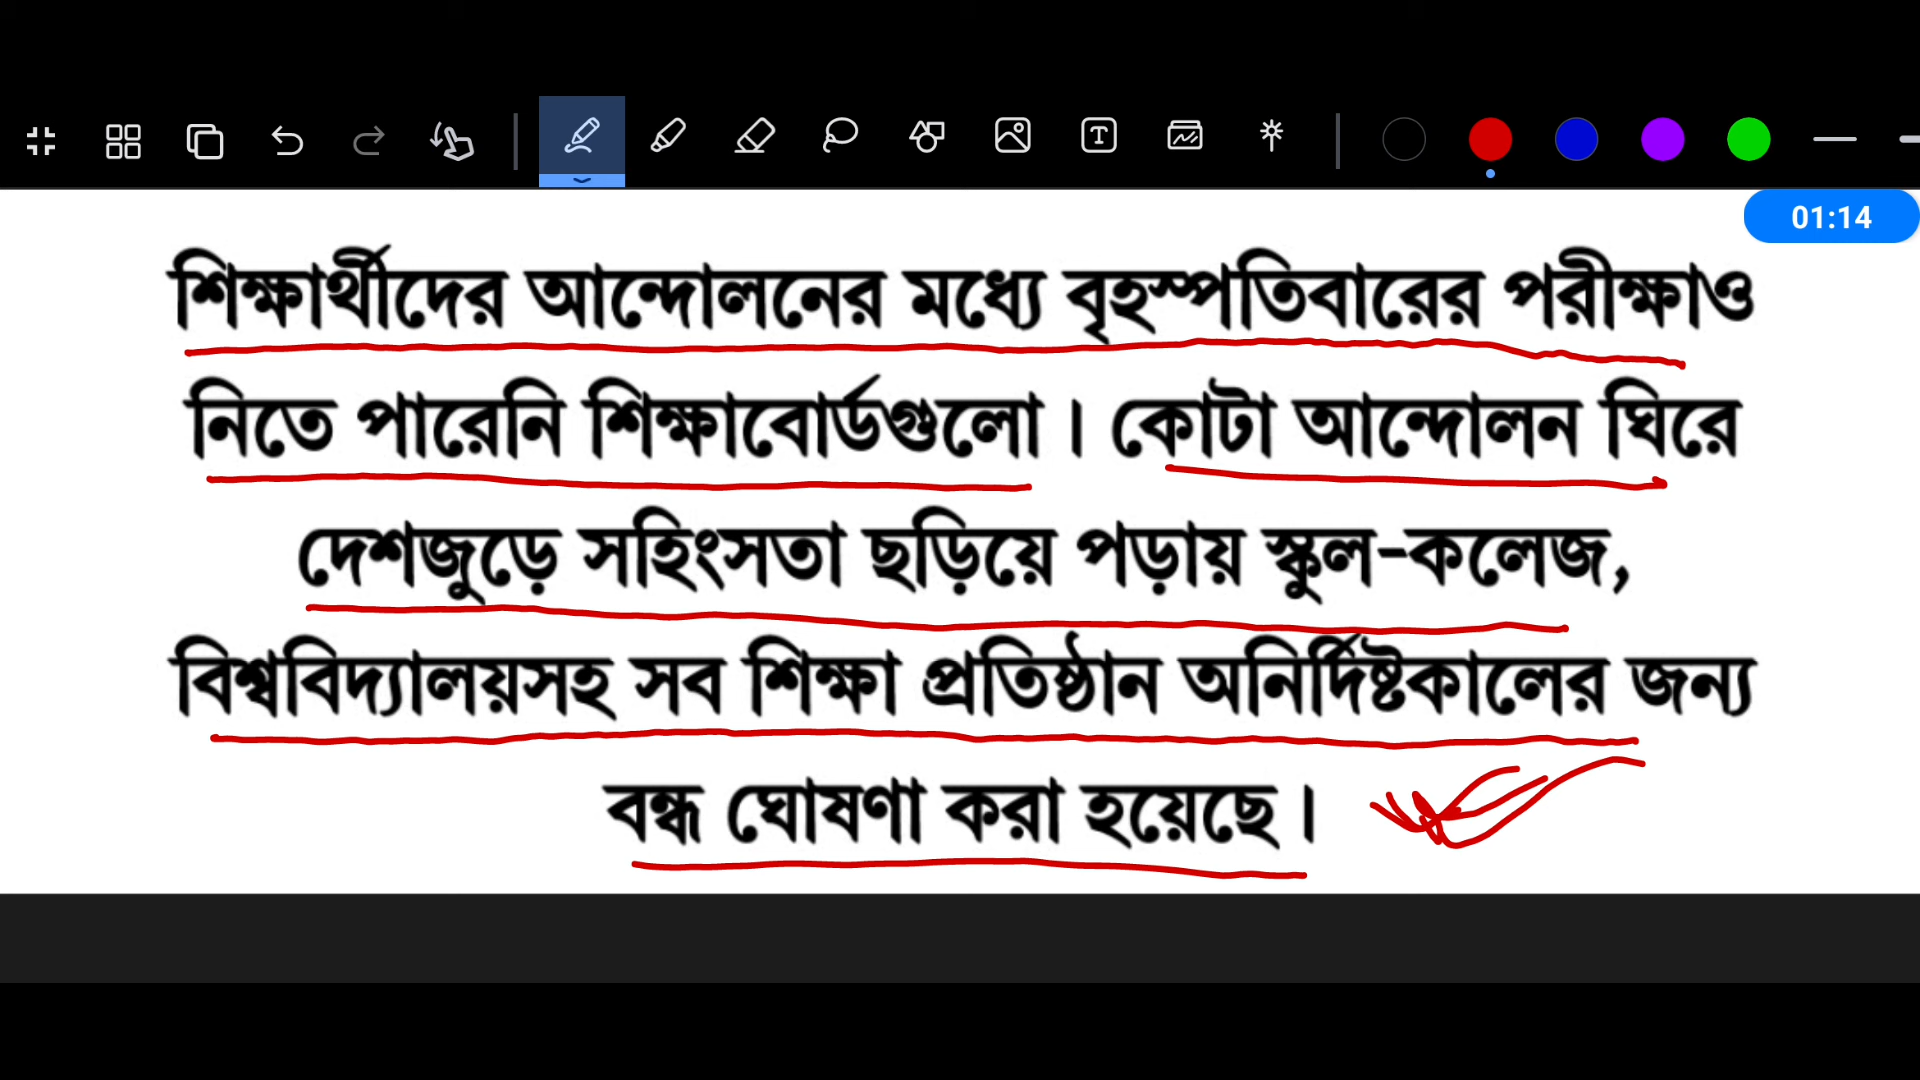 01:14
শিক্ষার্থীদের আন্দোলনের মধ্যে বৃহস্পতিবারের পরীক্ষাও
নিতে পারেনি শিক্ষাবোর্ডগুলো। কোটা আন্দোলন ঘিরে
দেশজুড়ে সহিংসতা ছড়িয়ে পড়ায় স্কুল-কলেজ,
বিশ্ববিদ্যালয়সহ সব শিক্ষা প্রতিষ্ঠান অনির্দিষ্টকালের জন্য
বন্ধ ঘোষণা করা হয়েছে।